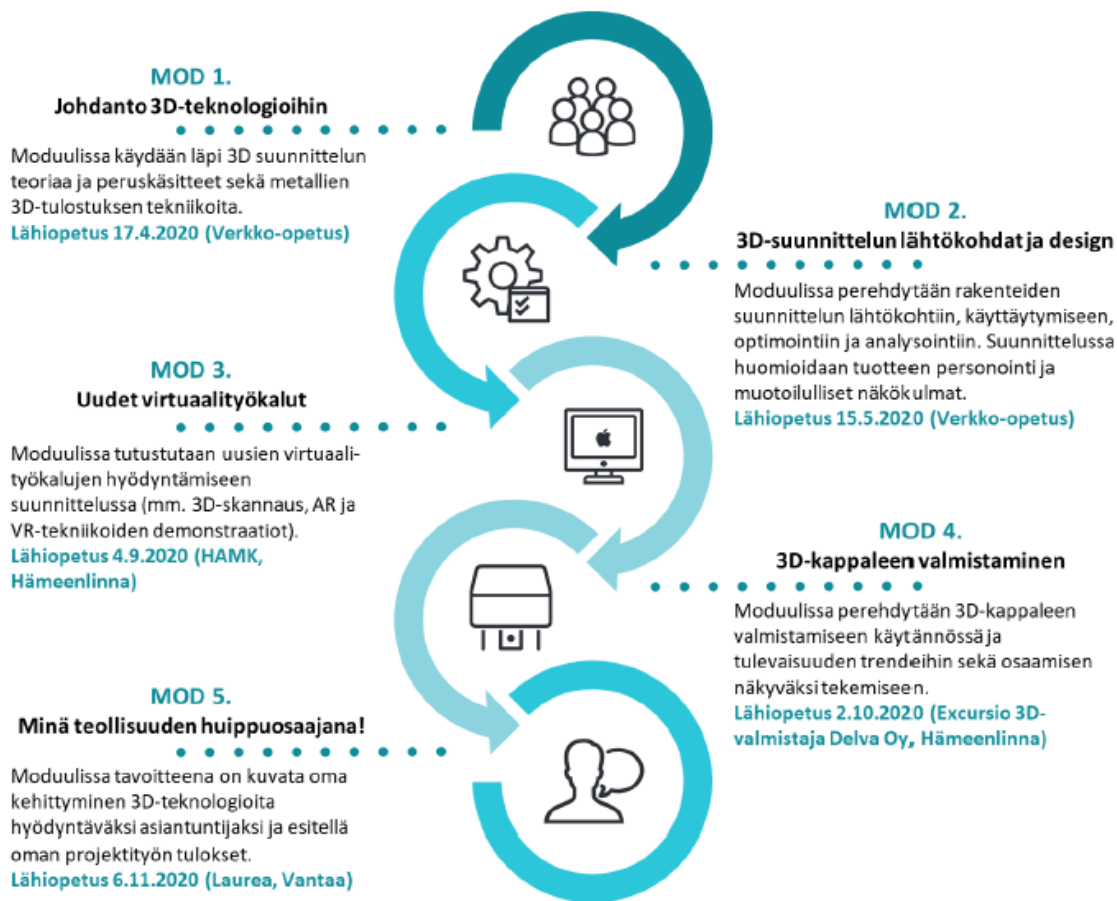 MOD 1.
Johdanto 3D-teknologioihin
Moduulissa käydään läpi 3D suunnittelun
teoriaa ja peruskäsitteet sekä metallien
3D-tulostuksen tekniikoita.
Lähiopetus 17.4.2020 (Verkko-opetus)
MOD 2.
3D-suunnittelun lähtökohdat ja design
Moduulissa perehdytään rakenteiden
suunnittelun lähtökohtiin, käyttäytymiseen,
optimointiin ja analysointiin. Suunnittelussa
huomioidaan tuotteen personointi ja
muotoilulliset näkökulmat.
Lähiopetus 15.5.2020 (Verkko-opetus)
MOD 3.
Uudet virtuaalityökalut
Moduulissa tutustutaan uusien virtuaali-
työkalujen hyödyntämiseen
suunnittelussa (mm. 3D-skannaus, AR ja
VR-tekniikoiden demonstraatiot).
Lähiopetus 4.9.2020 (HAMK,
Hämeenlinna)
MOD 4.
3D-kappaleen valmistaminen
Moduulissa perehdytään 3D-kappaleen
valmistamiseen käytännössä ja
tulevaisuuden trendeihin sekä osaamisen
näkyväksi tekemiseen.
Lähiopetus 2.10.2020 (Excursio 3D-
valmistaja Delva Oy, Hämeenlinna)
MOD 5.
Minä teollisuuden huippuosaajana!
Moduulissa tavoitteena on kuvata oma
kehittyminen 3D-teknologioita
hyödyntäväksi asiantuntijaksi ja esitellä
oman projektityön tulokset.
Lähiopetus 6.11.2020 (Laurea, Vantaa)